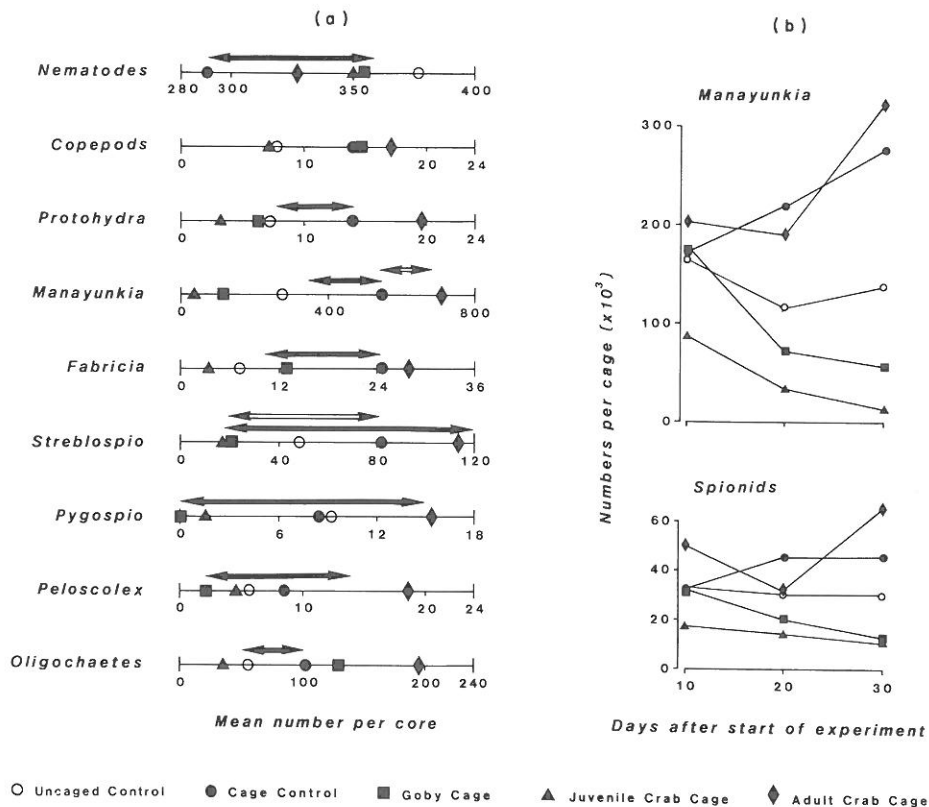 (a)
Nematodes
280 300 350 400
Copepods
0 10 20 24
Protohydra
0 10 20 24
Manayunkia
0 400 800
Fabricia
0 12 24 36
Streblospio
0 40 80 120
Pygospio
0 6 12 18
Peloscolex
0 10 20 24
Oligochaetes
0 100 200 240
Mean number per core
(b)
Manayunkia
300
200
100
0
Numbers per cage (x10³)
Spionids
60
40
20
0
10 20 30
Days after start of experiment
Uncaged Control Cage Control Goby Cage Juvenile Crab Cage Adult Crab Cage